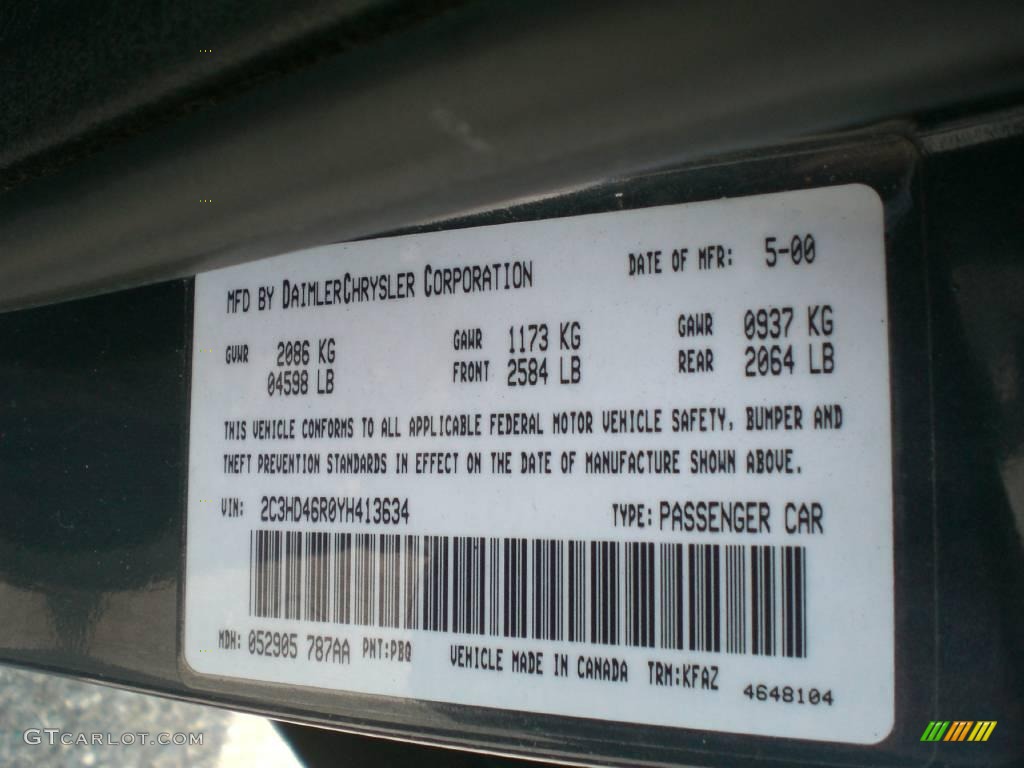 MFD BY DAIMLERCHRYSLER CORPORATION DATE OF MFR: 5-00
GVWR 2086 KG GAWR 1173 KG GAWR 0937 KG
04598 LB FRONT 2584 LB REAR 2064 LB
THIS VEHICLE CONFORMS TO ALL APPLICABLE FEDERAL MOTOR VEHICLE SAFETY, BUMPER AND
THEFT PREVENTION STANDARDS IN EFFECT ON THE DATE OF MANUFACTURE SHOWN ABOVE.
VIN: 2C3HD46R0YH413634 TYPE: PASSENGER CAR
MDH: 052905 787AA PNT:PBQ VEHICLE MADE IN CANADA TRM:KFAZ
4648104
GTCARLOT.COM